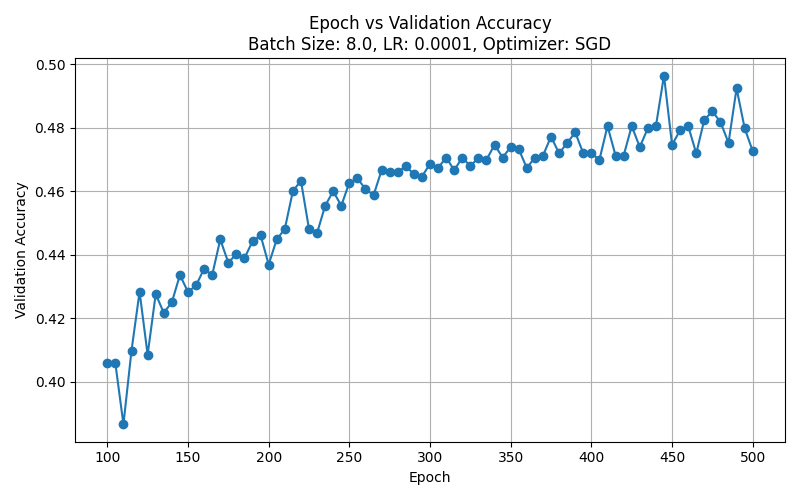 Epoch vs Validation Accuracy
Batch Size: 8.0, LR: 0.0001, Optimizer: SGD
0.50
0.48
0.46
0.44
0.42
0.40
Validation Accuracy
100 150 200 250 300 350 400 450 500
Epoch